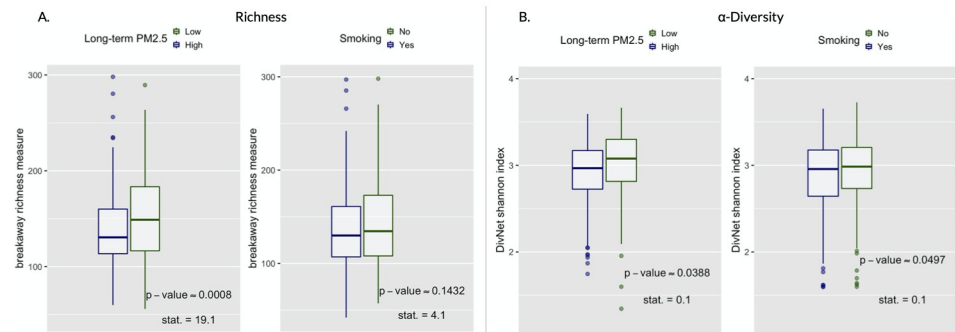 A.
Richness
Long-term PM2.5
Low
High
Smoking
No
Yes
breakaway richness measure
300
200
100
p – value ≈ 0.0008
stat. = 19.1
breakaway richness measure
300
200
100
p – value ≈ 0.1432
stat. = 4.1
B.
α-Diversity
Long-term PM2.5
Low
High
Smoking
No
Yes
DivNet shannon index
4
3
2
p – value ≈ 0.0388
stat. = 0.1
DivNet shannon index
4
3
2
p – value ≈ 0.0497
stat. = 0.1